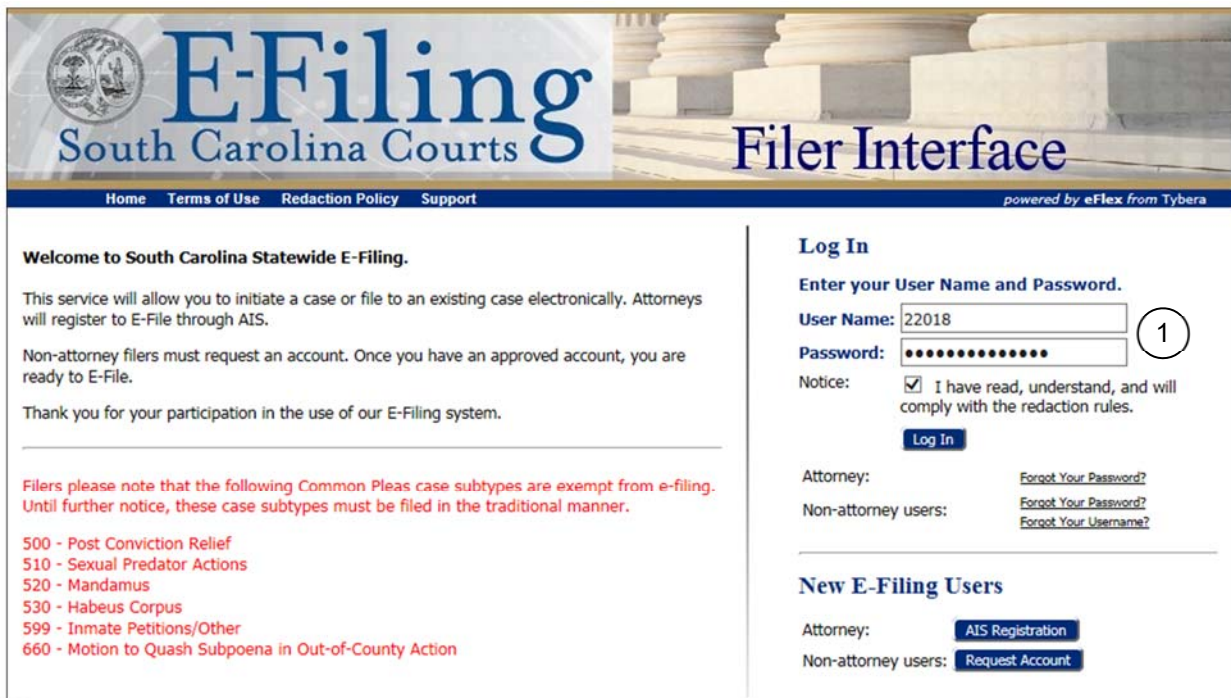 E-Filing
South Carolina Courts
Filer Interface
Home Terms of Use Redaction Policy Support
powered by eFlex from Tybera
Welcome to South Carolina Statewide E-Filing.
This service will allow you to initiate a case or file to an existing case electronically. Attorneys
will register to E-File through AIS.
Non-attorney filers must request an account. Once you have an approved account, you are
ready to E-File.
Thank you for your participation in the use of our E-Filing system.
Filers please note that the following Common Pleas case subtypes are exempt from e-filing.
Until further notice, these case subtypes must be filed in the traditional manner.
500 - Post Conviction Relief
510 - Sexual Predator Actions
520 - Mandamus
530 - Habeus Corpus
599 - Inmate Petitions/Other
660 - Motion to Quash Subpoena in Out-of-County Action
Log In
Enter your User Name and Password.
User Name: 22018
1
Password: ••••••••••••••
Notice: I have read, understand, and will
comply with the redaction rules.
Log In
Attorney: Forgot Your Password?
Non-attorney users: Forgot Your Password?
Forgot Your Username?
New E-Filing Users
Attorney: AIS Registration
Non-attorney users: Request Account